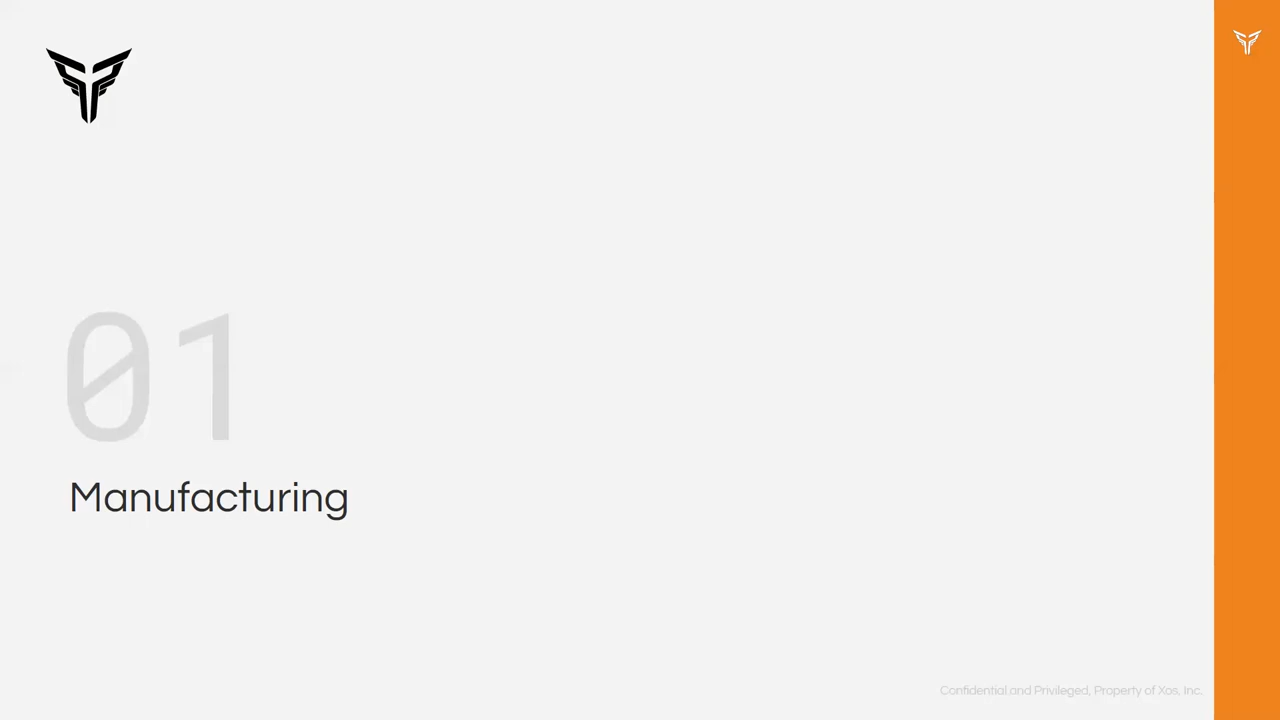 01
Manufacturing
Confidential and Privileged, Property of Xos, Inc.